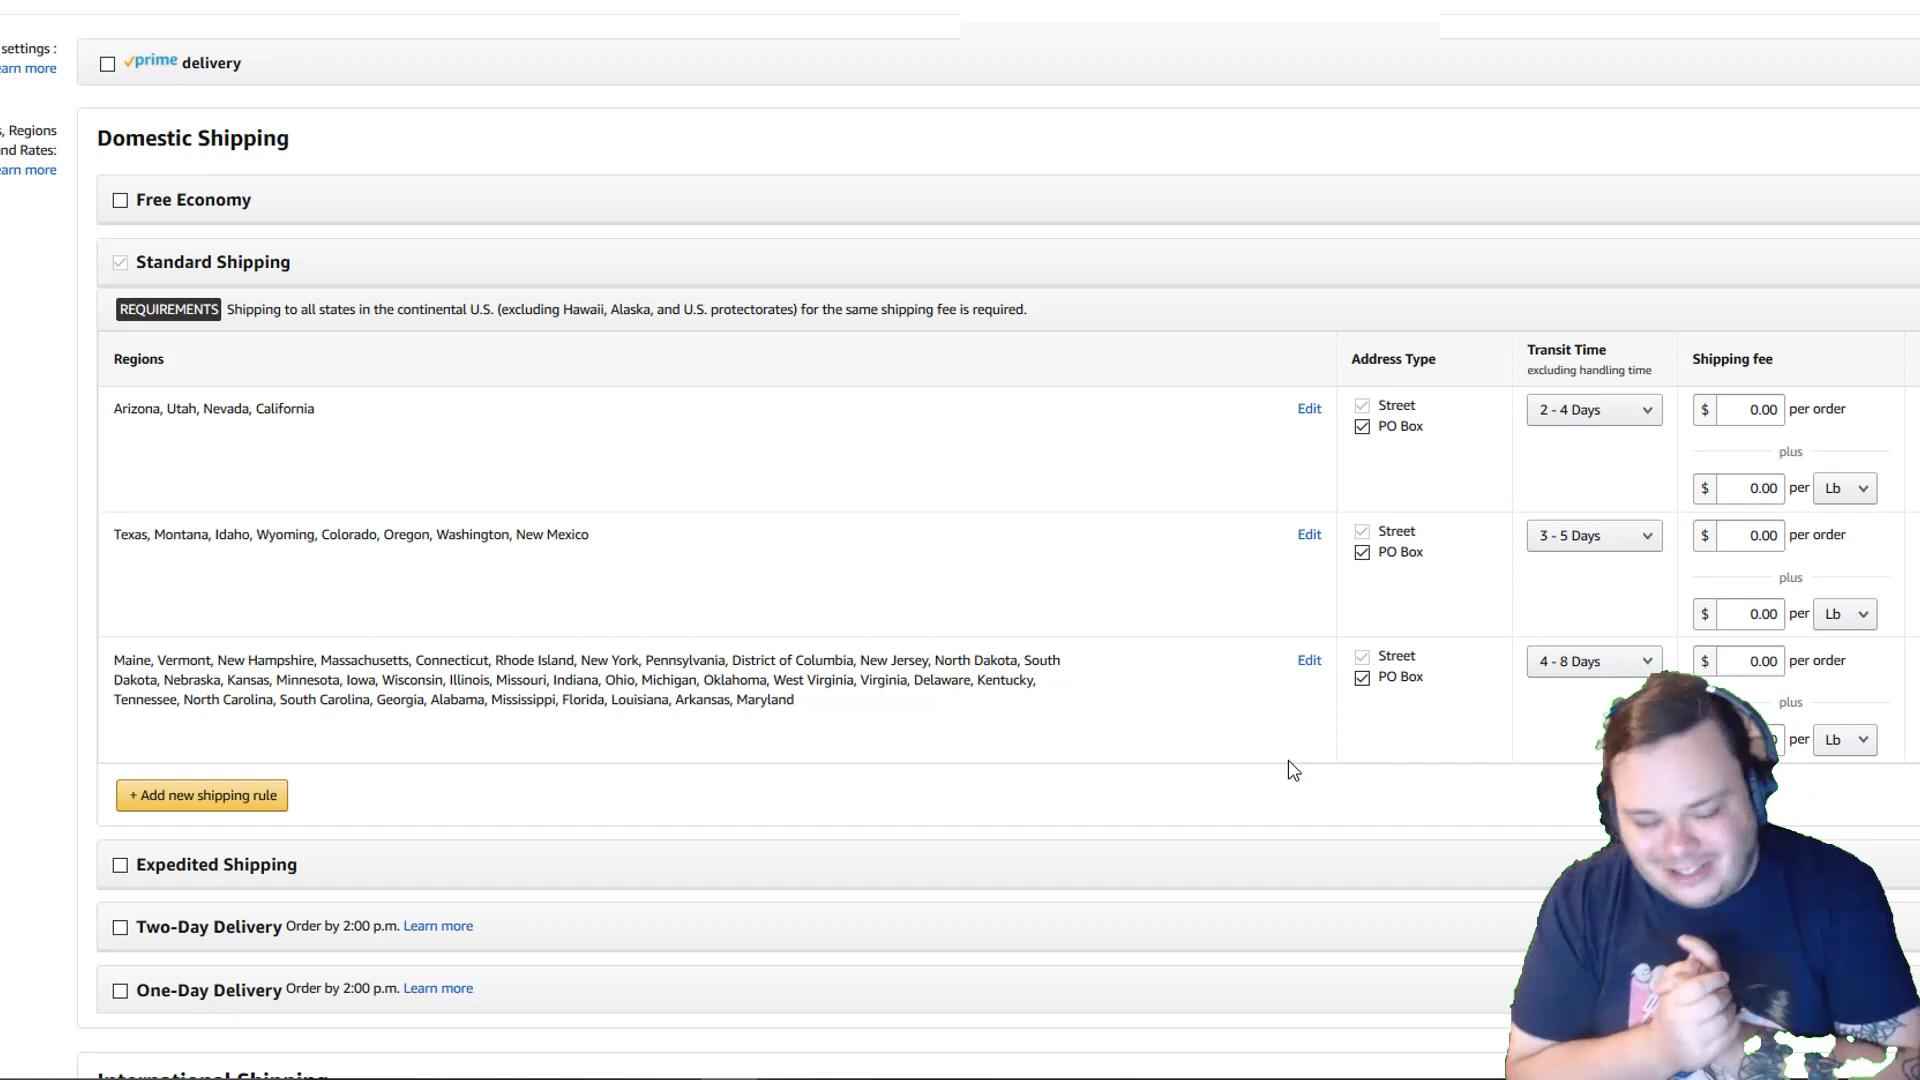 settings :
earn more
prime delivery
s, Regions
and Rates:
earn more
Domestic Shipping
Free Economy
Standard Shipping
REQUIREMENTS Shipping to all states in the continental U.S. (excluding Hawaii, Alaska, and U.S. protectorates) for the same shipping fee is required.
Regions
Address Type
Transit Time
excluding handling time
Shipping fee
Arizona, Utah, Nevada, California
Edit
Street
PO Box
2 - 4 Days
$ 0.00 per order
plus
$ 0.00 per Lb
Texas, Montana, Idaho, Wyoming, Colorado, Oregon, Washington, New Mexico
Edit
Street
PO Box
3 - 5 Days
$ 0.00 per order
plus
$ 0.00 per Lb
Maine, Vermont, New Hampshire, Massachusetts, Connecticut, Rhode Island, New York, Pennsylvania, District of Columbia, New Jersey, North Dakota, South
Dakota, Nebraska, Kansas, Minnesota, Iowa, Wisconsin, Illinois, Missouri, Indiana, Ohio, Michigan, Oklahoma, West Virginia, Virginia, Delaware, Kentucky,
Tennessee, North Carolina, South Carolina, Georgia, Alabama, Mississippi, Florida, Louisiana, Arkansas, Maryland
Edit
Street
PO Box
4 - 8 Days
$ 0.00 per order
plus
per Lb
+ Add new shipping rule
Expedited Shipping
Two-Day Delivery Order by 2:00 p.m. Learn more
One-Day Delivery Order by 2:00 p.m. Learn more
International Shipping